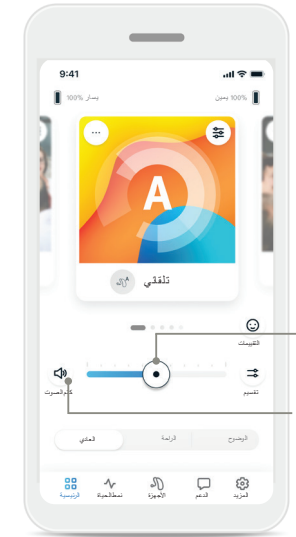 9:41
100% يمين
يسار 100%
A
تلقائي
التقييمات
كتم الصوت
تقسيم
الوضوح
الراحة
العادي
المزيد
الدعم
الأجهزة
نمط الحياة
الرئيسية